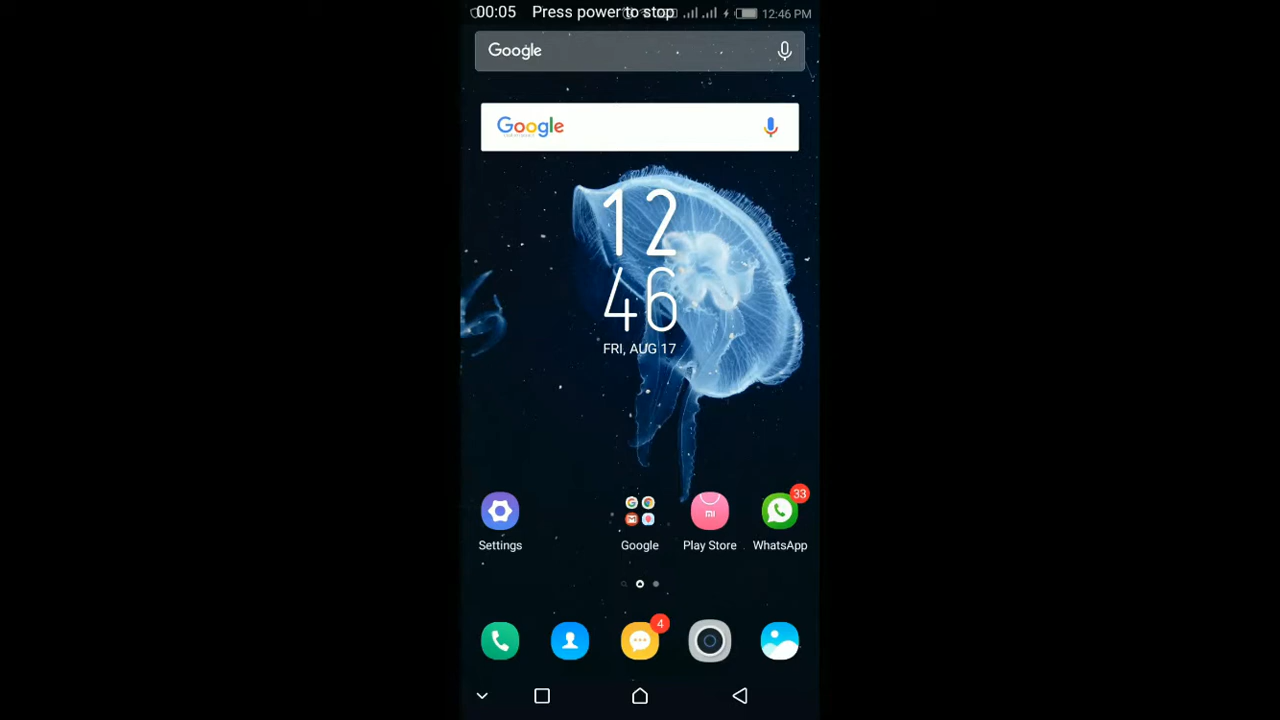 00:05 Press power to stop 12:46 PM
Google
Google
12
46
FRI, AUG 17
33
mi
Settings Google Play Store WhatsApp
4